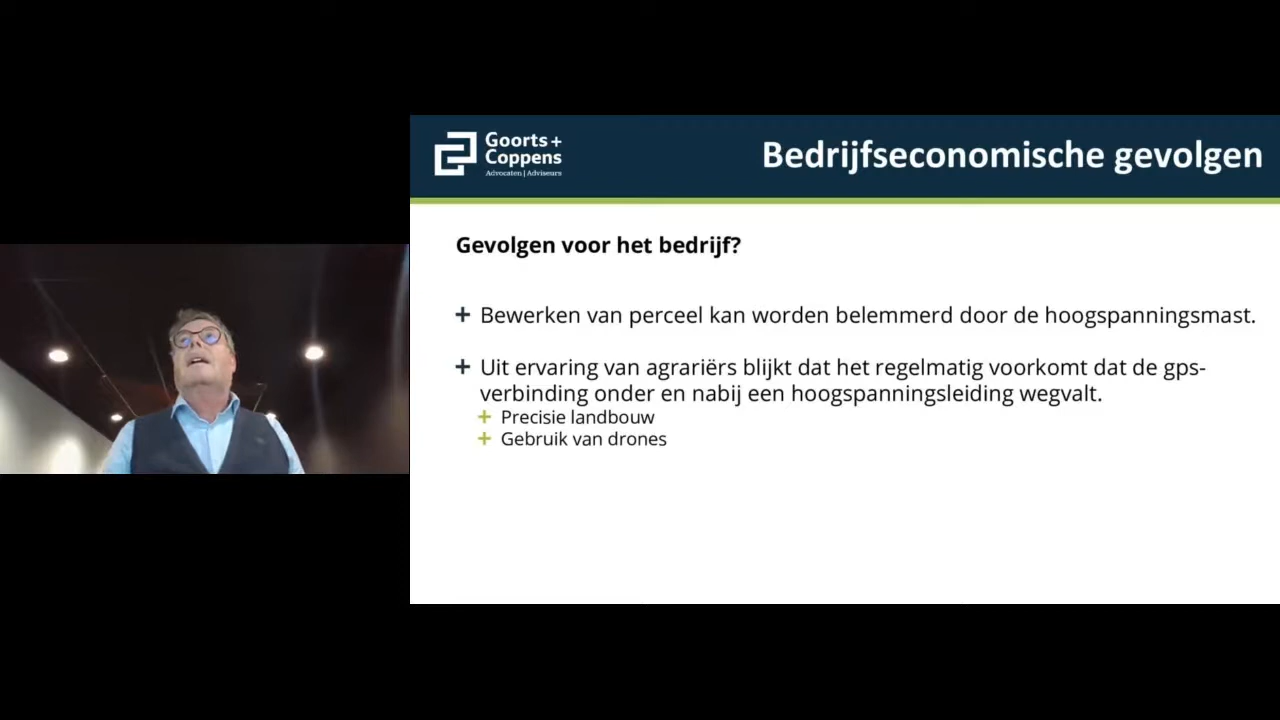 Goorts+
Coppens
Advocaten | Adviseurs
Bedrijfseconomische gevolgen
Gevolgen voor het bedrijf?
+ Bewerken van perceel kan worden belemmerd door de hoogspanningsmast.
+ Uit ervaring van agrariërs blijkt dat het regelmatig voorkomt dat de gps-
verbinding onder en nabij een hoogspanningsleiding wegvalt.
+ Precisie landbouw
+ Gebruik van drones